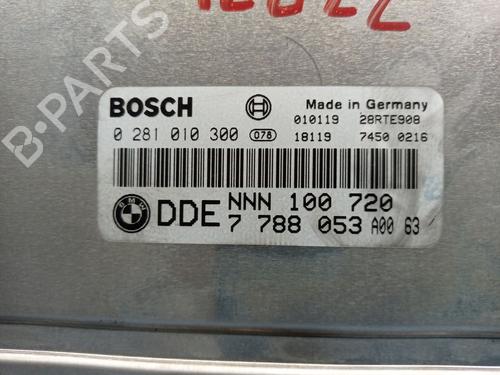 BOSCH
Made in Germany
010119 28RTE908
0 281 010 300 078
18119 7450 0216
BMW
DDE NNN 100 720
7 788 053 A00 63
B-PARTS